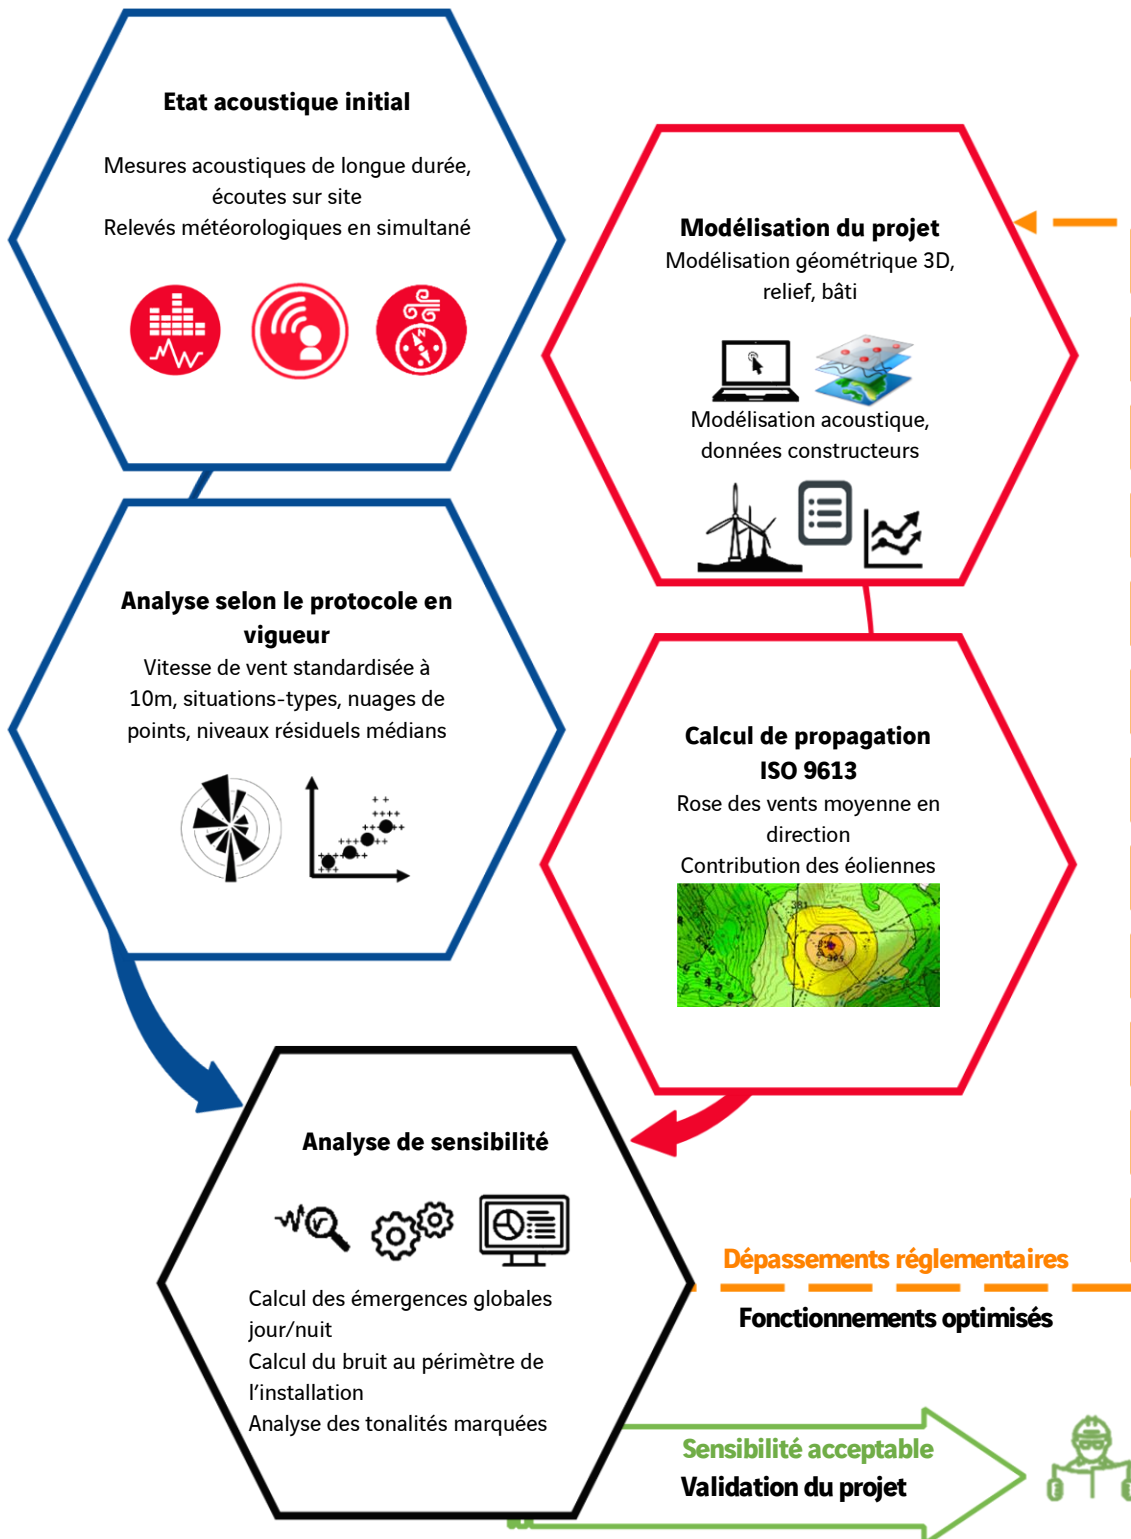 Etat acoustique initial
Mesures acoustiques de longue durée,
écoutes sur site
Relevés météorologiques en simultané
N
Modélisation du projet
Modélisation géométrique 3D,
relief, bâti
Modélisation acoustique,
données constructeurs
Analyse selon le protocole en
vigueur
Vitesse de vent standardisée à
10m, situations-types, nuages de
points, niveaux résiduels médians
Calcul de propagation
ISO 9613
Rose des vents moyenne en
direction
Contribution des éoliennes
381
393
Analyse de sensibilité
Calcul des émergences globales
jour/nuit
Calcul du bruit au périmètre de
l'installation
Analyse des tonalités marquées
Dépassements réglementaires
Fonctionnements optimisés
Sensibilité acceptable
Validation du projet